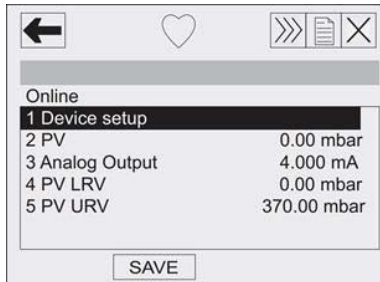 Online
1 Device setup
2 PV 0.00 mbar
3 Analog Output 4.000 mA
4 PV LRV 0.00 mbar
5 PV URV 370.00 mbar
SAVE